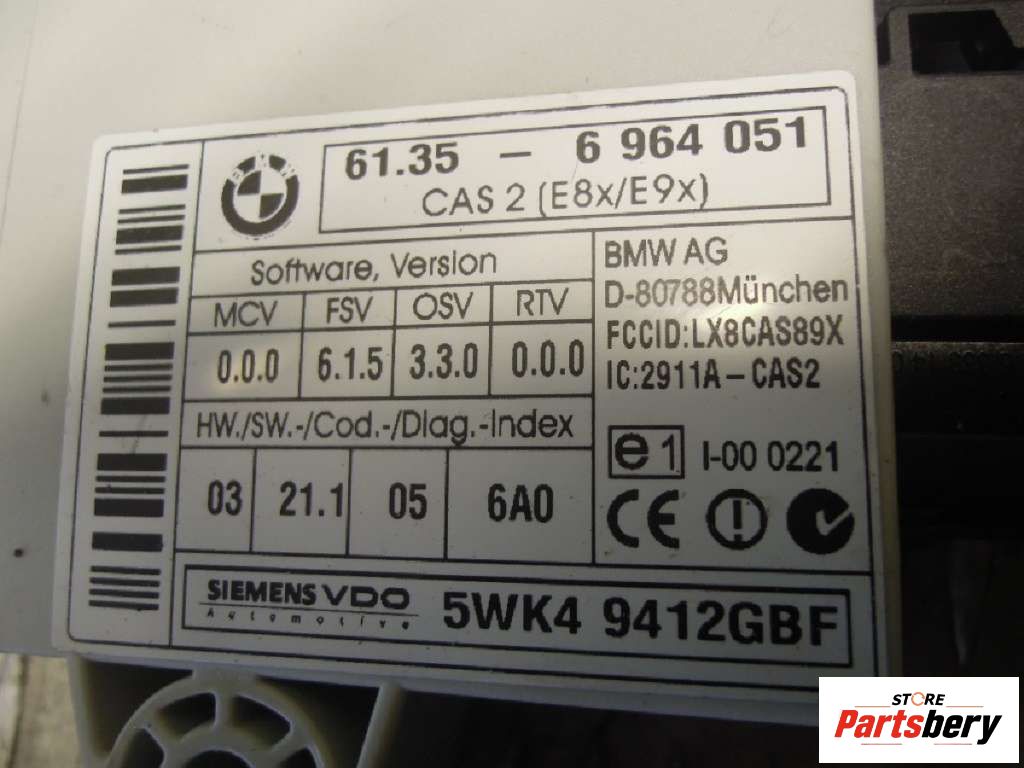 BMW
61.35 – 6 964 051
CAS 2 (E8x/E9x)
Software, Version
MCV FSV OSV RTV
0.0.0 6.1.5 3.3.0 0.0.0
HW./SW.-/Cod.-/Diag.-Index
03 21.1 05 6A0
BMW AG
D-80788München
FCCID:LX8CAS89X
IC:2911A–CAS2
e1 I-00 0221
CE
SIEMENS VDO
Automotive
5WK4 9412GBF
STORE
Partsbery